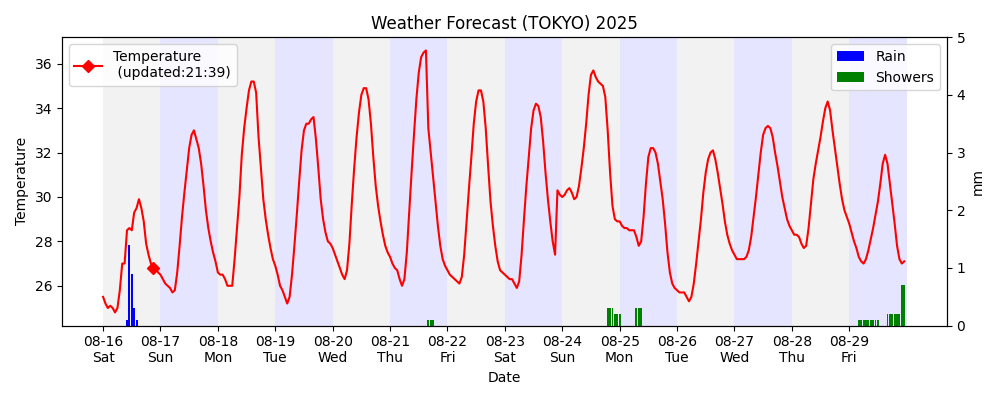 Weather Forecast (TOKYO) 2025
Temperature
(updated:21:39)
Rain
Showers
Temperature
36
34
32
30
28
26
5
4
3
2
1
0
mm
08-16 08-17 08-18 08-19 08-20 08-21 08-22 08-23 08-24 08-25 08-26 08-27 08-28 08-29
Sat Sun Mon Tue Wed Thu Fri Sat Sun Mon Tue Wed Thu Fri
Date